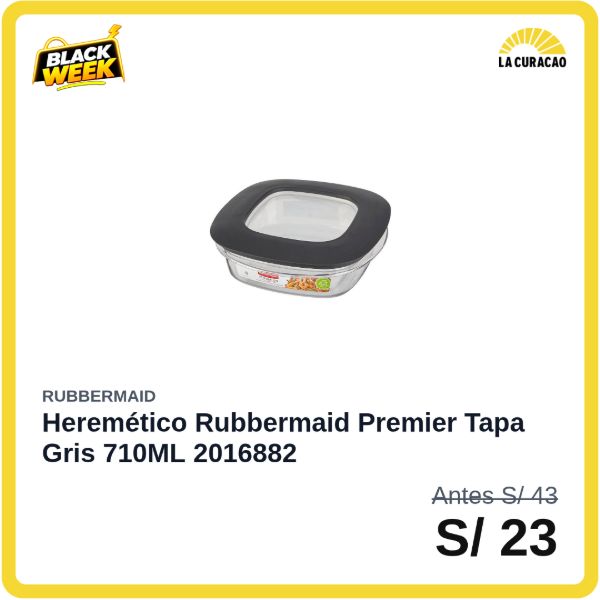 BLACK
WEEK
LA CURACAO
RUBBERMAID
Heremético Rubbermaid Premier Tapa
Gris 710ML 2016882
Antes S/ 43
S/ 23